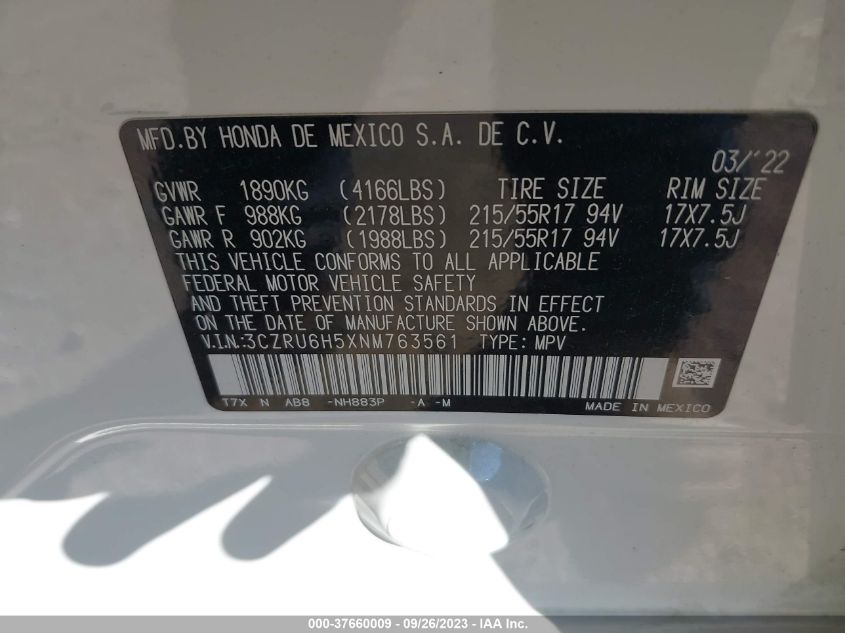 MFD.BY HONDA DE MEXICO S.A. DE C.V.
03/'22
GVWR 1890KG (4166LBS) TIRE SIZE RIM SIZE
GAWR F 988KG (2178LBS) 215/55R17 94V 17X7.5J
GAWR R 902KG (1988LBS) 215/55R17 94V 17X7.5J
THIS VEHICLE CONFORMS TO ALL APPLICABLE
FEDERAL MOTOR VEHICLE SAFETY
AND THEFT PREVENTION STANDARDS IN EFFECT
ON THE DATE OF MANUFACTURE SHOWN ABOVE.
V.I.N.:3CZRU6H5XNM763561 TYPE: MPV
T7X N AB8 -NH883P -A -M MADE IN MEXICO
000-37660009 - 09/26/2023 - IAA Inc.